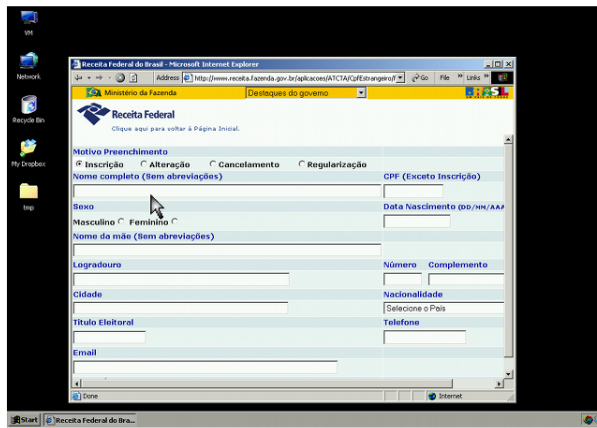 VM
Network
Recycle Bin
My Dropbox
tmp
Receita Federal do Brasil - Microsoft Internet Explorer
Address http://www.receita.fazenda.gov.br/aplicacoes/ATCTA/CpfEstrangeiro/f Go File » Links »
Ministério da Fazenda Destaques do governo
Receita Federal
Clique aqui para voltar à Página Inicial.
Motivo Preenchimento
Inscrição Alteração Cancelamento Regularização
Nome completo (Sem abreviações) CPF (Exceto Inscrição)
Sexo Data Nascimento (DD/MM/AAA
Masculino Feminino
Nome da mãe (Sem abreviações)
Logradouro Número Complemento
Cidade Nacionalidade
Selecione o País
Titulo Eleitoral Telefone
Email
Done Internet
Start Receita Federal do Bra...